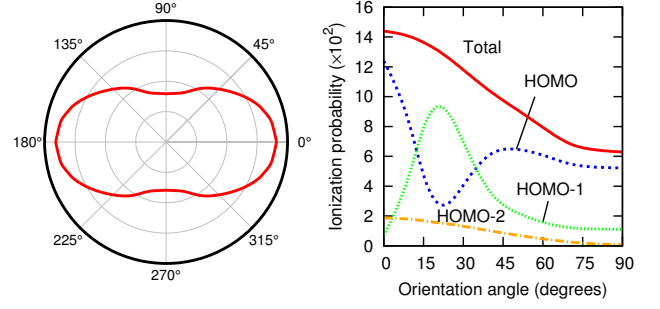 90°
135°
45°
180°
0°
225°
315°
270°
Ionization probability (×10²)
16
14
12
10
8
6
4
2
0
Total
HOMO
HOMO-1
HOMO-2
0 15 30 45 60 75 90
Orientation angle (degrees)